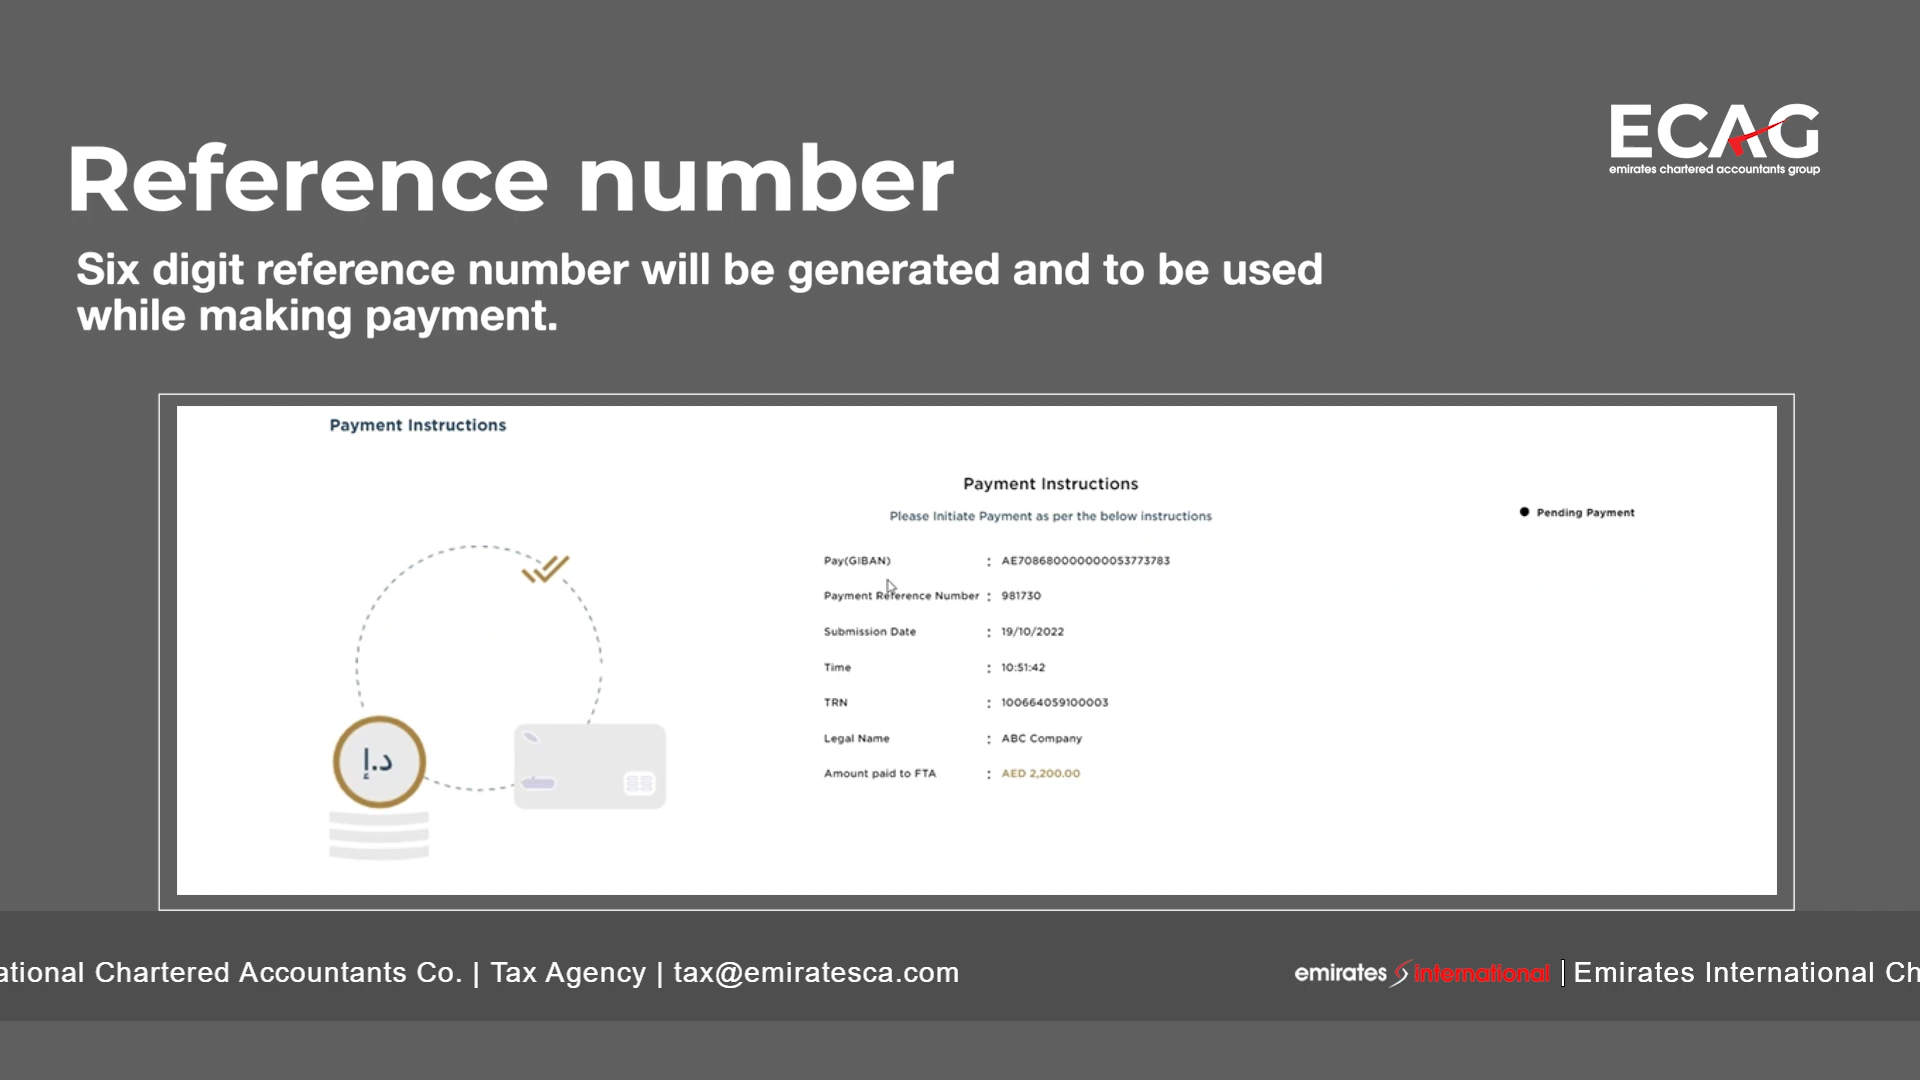 ECAG
emirates chartered accountants group
Reference number
Six digit reference number will be generated and to be used
while making payment.
Payment Instructions
Payment Instructions
Please Initiate Payment as per the below instructions
Pending Payment
Pay(GIBAN) : AE708680000000053773783
Payment Reference Number : 981730
Submission Date : 19/10/2022
Time : 10:51:42
TRN : 100664059100003
Legal Name : ABC Company
Amount paid to FTA : AED 2,200.00
د.إ
ational Chartered Accountants Co. | Tax Agency | tax@emiratesca.com
emirates international | Emirates International Ch